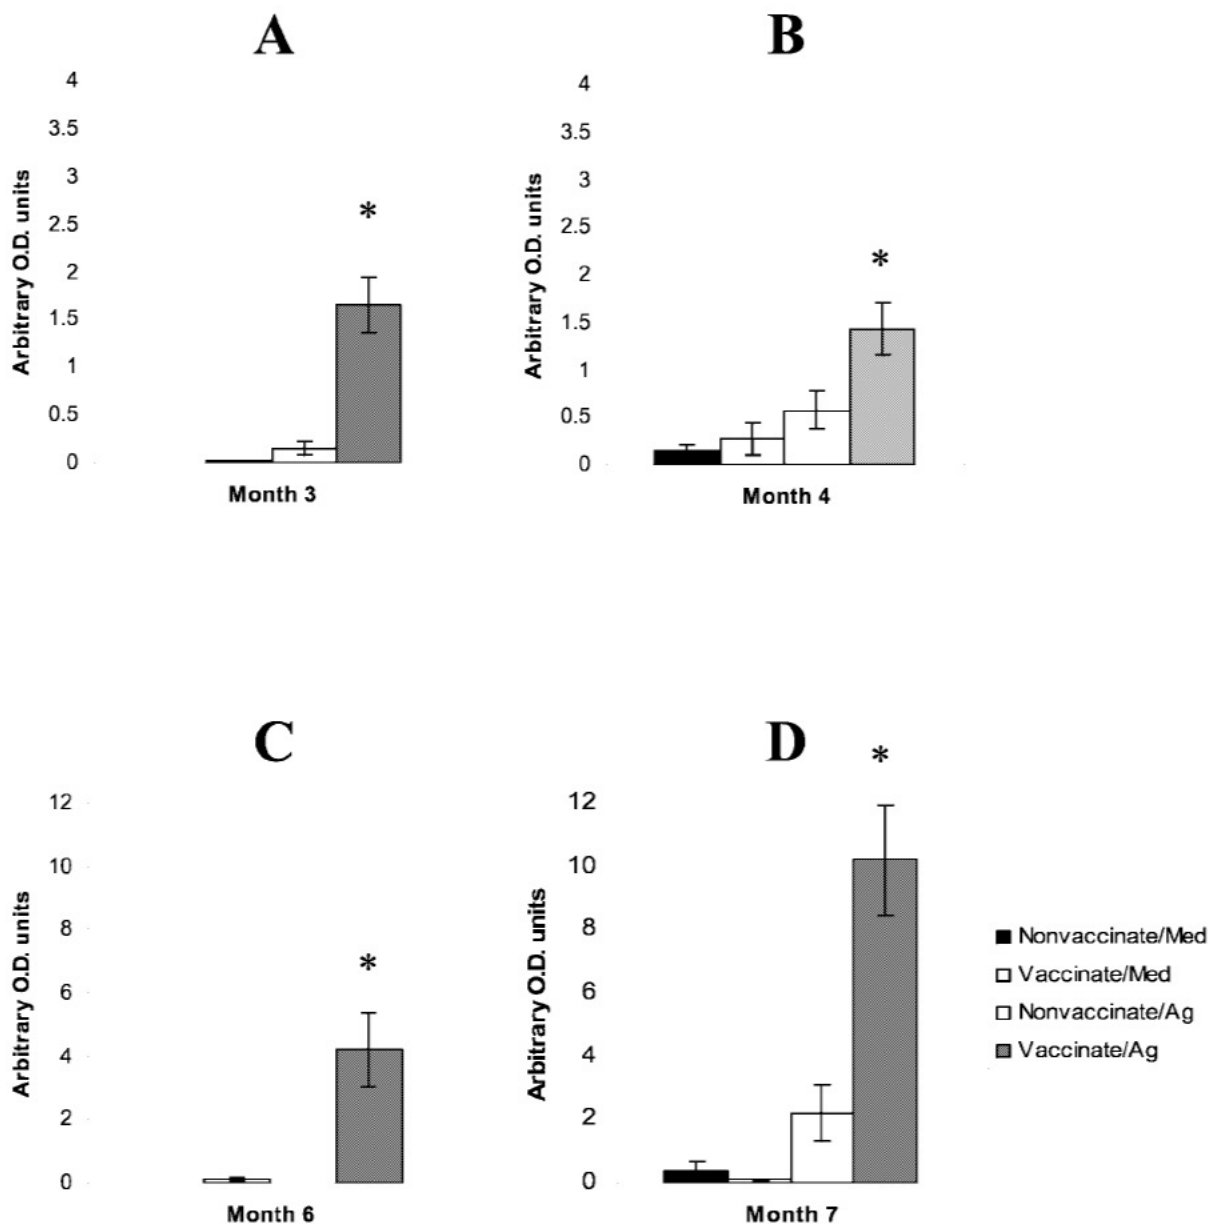 A
4
3.5
3
2.5
2
1.5
1
0.5
0
Arbitrary O.D. units
*
Month 3
B
4
3.5
3
2.5
2
1.5
1
0.5
0
Arbitrary O.D. units
*
Month 4
C
12
10
8
6
4
2
0
Arbitrary O.D. units
*
Month 6
D
12
10
8
6
4
2
0
Arbitrary O.D. units
*
Month 7
Nonvaccinate/Med
Vaccinate/Med
Nonvaccinate/Ag
Vaccinate/Ag